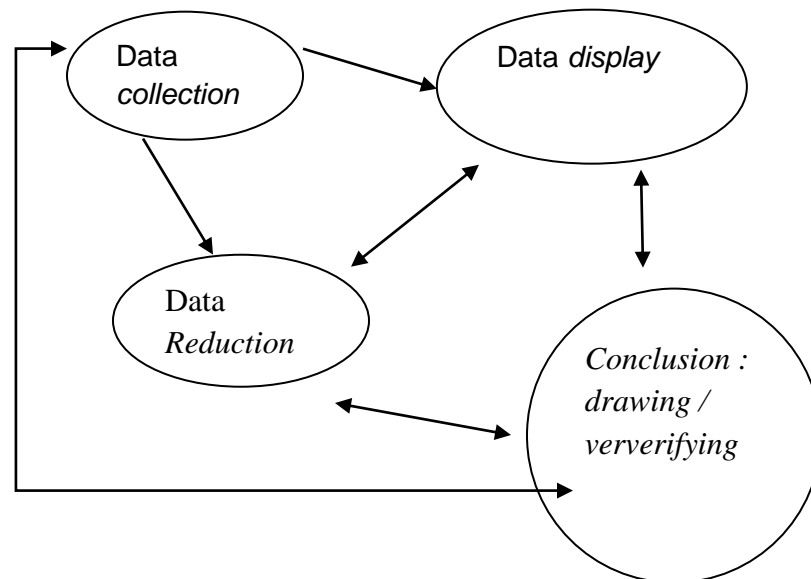 Data
collection
Data display
Data
Reduction
Conclusion :
drawing /
ververifying